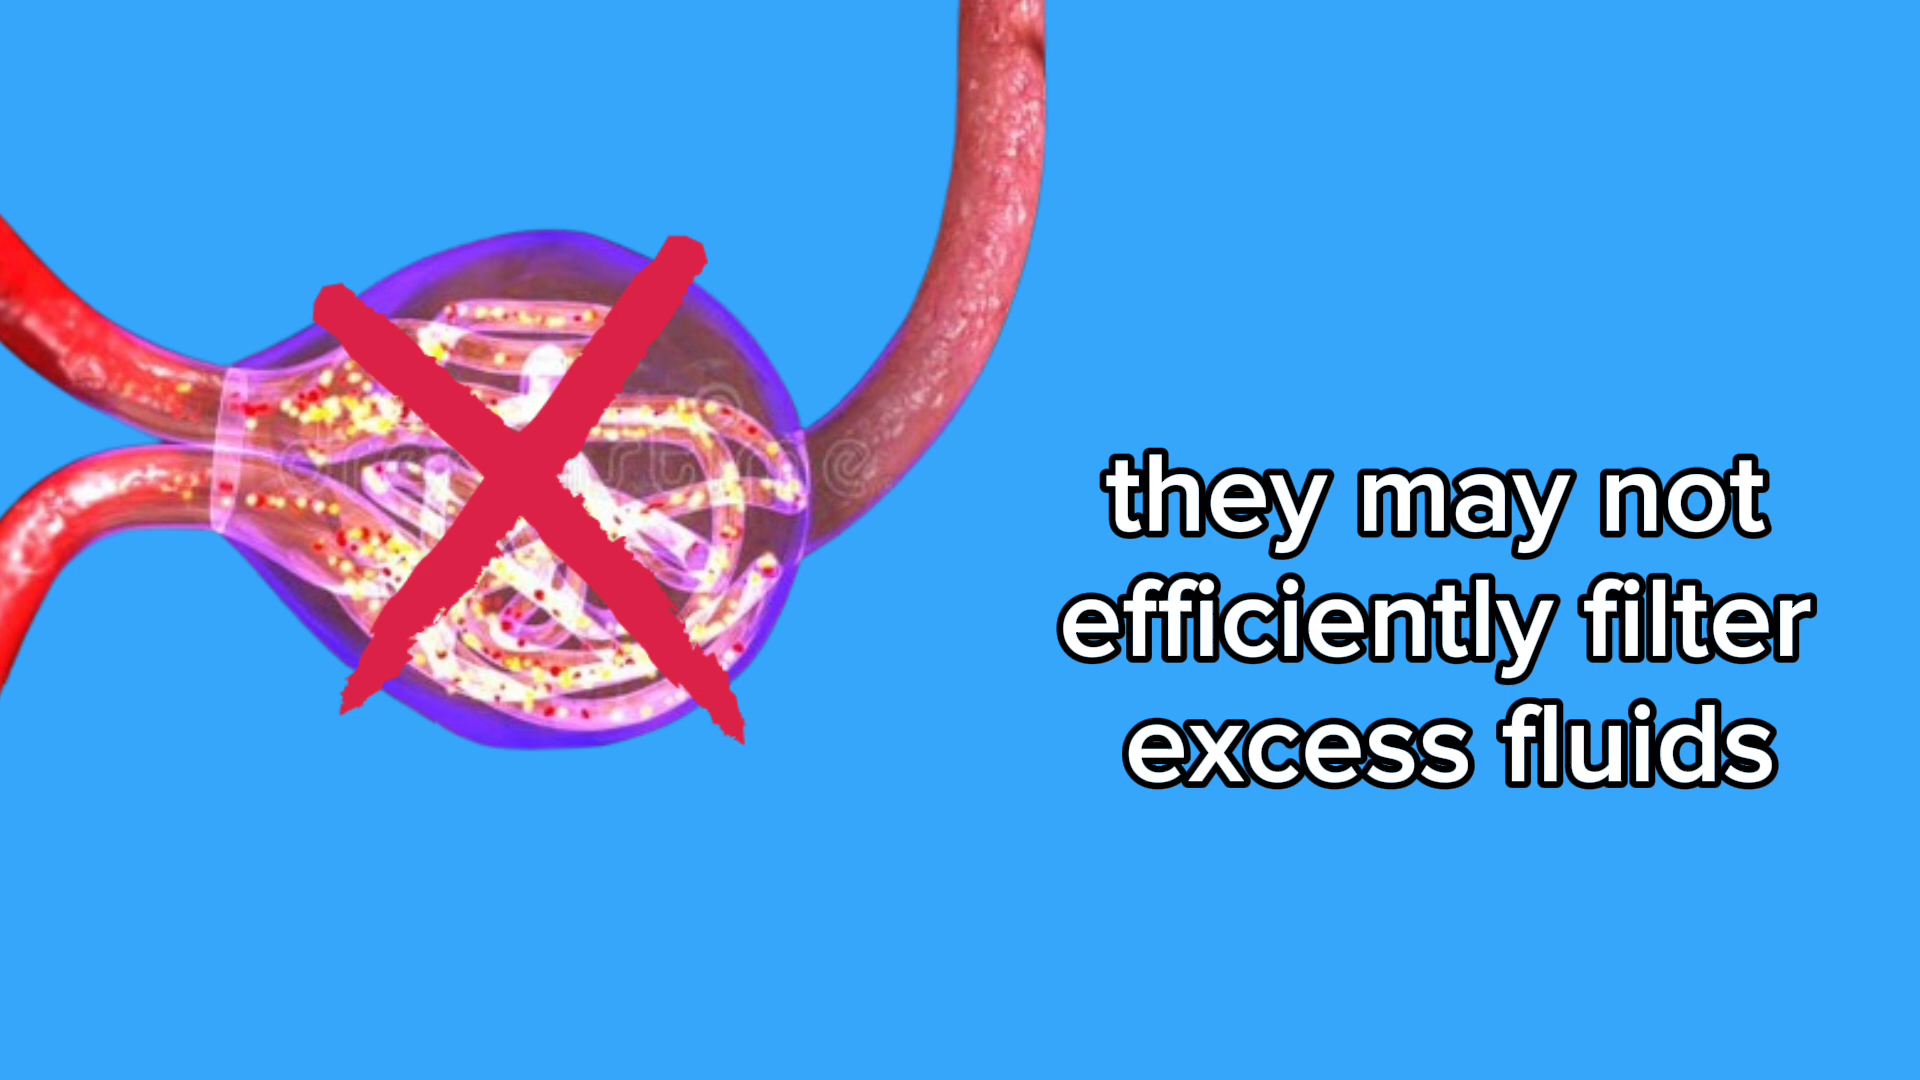 they may not
efficiently filter
excess fluids